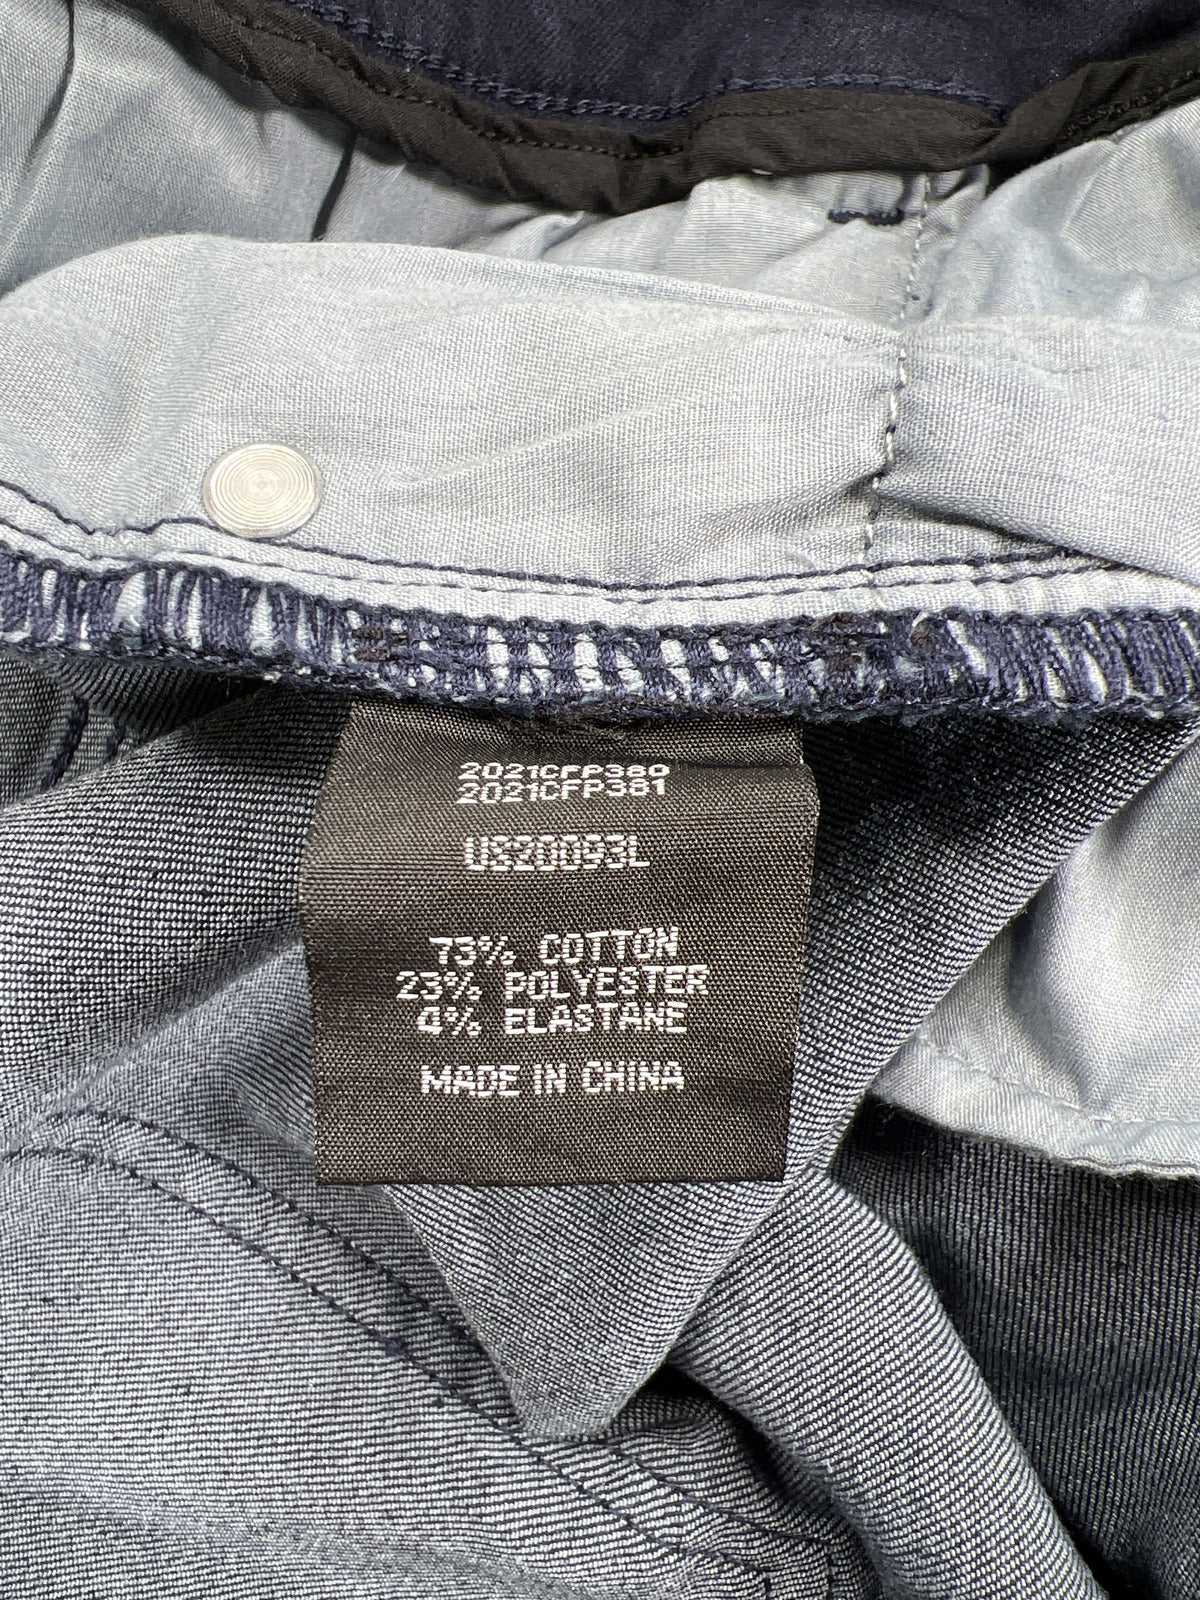 2021CFP380
2021CFP381
US20093L
73% COTTON
23% POLYESTER
4% ELASTANE
MADE IN CHINA